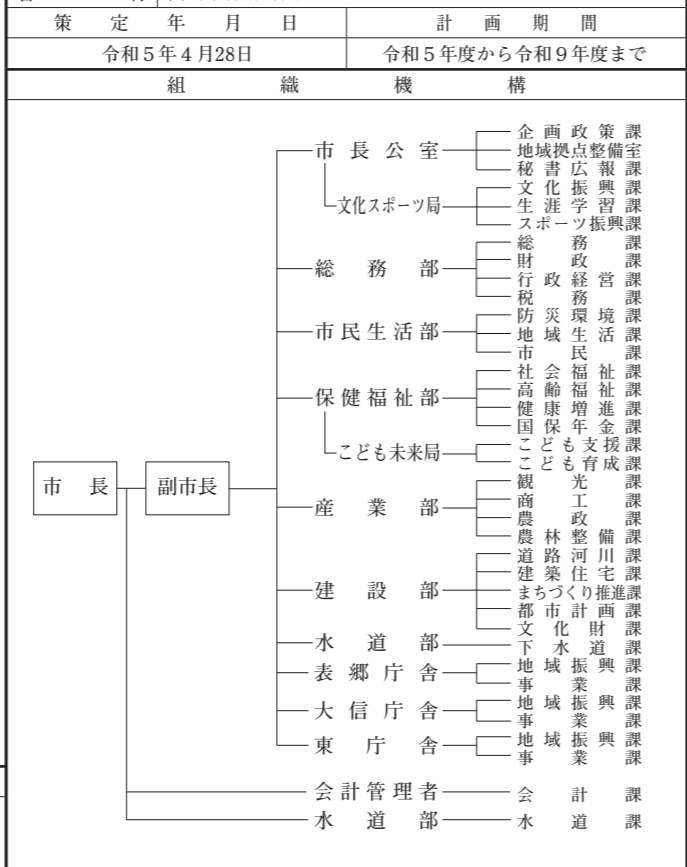 策定年月日 計画期間
令和5年4月28日 令和5年度から令和9年度まで
組織機構
市長公室 企画政策課
地域拠点整備室
秘書広報課
文化スポーツ局 文化振興課
生涯学習課
スポーツ振興課
総務部 総務課
財政課
行政経営課
税務課
市民生活部 防災環境課
地域生活課
市民課
保健福祉部 社会福祉課
高齢福祉課
健康増進課
国保年金課
こども未来局 こども支援課
こども育成課
市長 副市長
産業部 観光課
商工課
農政課
農林整備課
建設部 道路河川課
建築住宅課
まちづくり推進課
都市計画課
文化財課
水道部 下水道課
表郷庁舎 地域振興課
事業課
大信庁舎 地域振興課
事業課
東庁舎 地域振興課
事業課
会計管理者 会計課
水道部 水道課